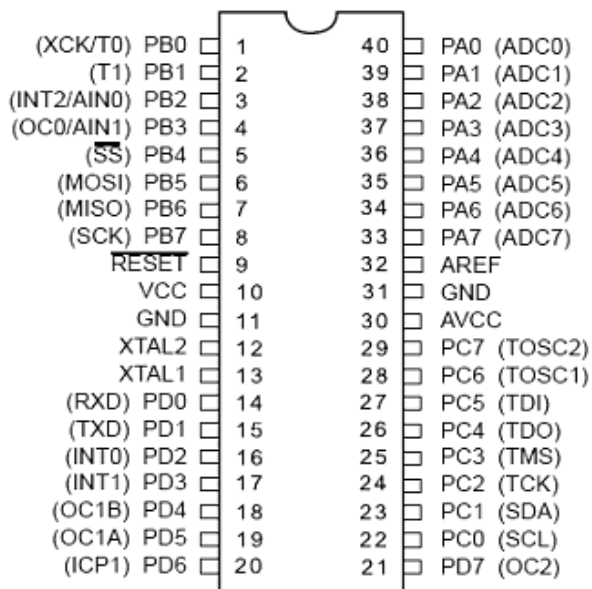 (XCK/T0) PB0 1 40 PA0 (ADC0)
(T1) PB1 2 39 PA1 (ADC1)
(INT2/AIN0) PB2 3 38 PA2 (ADC2)
(OC0/AIN1) PB3 4 37 PA3 (ADC3)
(SS) PB4 5 36 PA4 (ADC4)
(MOSI) PB5 6 35 PA5 (ADC5)
(MISO) PB6 7 34 PA6 (ADC6)
(SCK) PB7 8 33 PA7 (ADC7)
RESET 9 32 AREF
VCC 10 31 GND
GND 11 30 AVCC
XTAL2 12 29 PC7 (TOSC2)
XTAL1 13 28 PC6 (TOSC1)
(RXD) PD0 14 27 PC5 (TDI)
(TXD) PD1 15 26 PC4 (TDO)
(INT0) PD2 16 25 PC3 (TMS)
(INT1) PD3 17 24 PC2 (TCK)
(OC1B) PD4 18 23 PC1 (SDA)
(OC1A) PD5 19 22 PC0 (SCL)
(ICP1) PD6 20 21 PD7 (OC2)